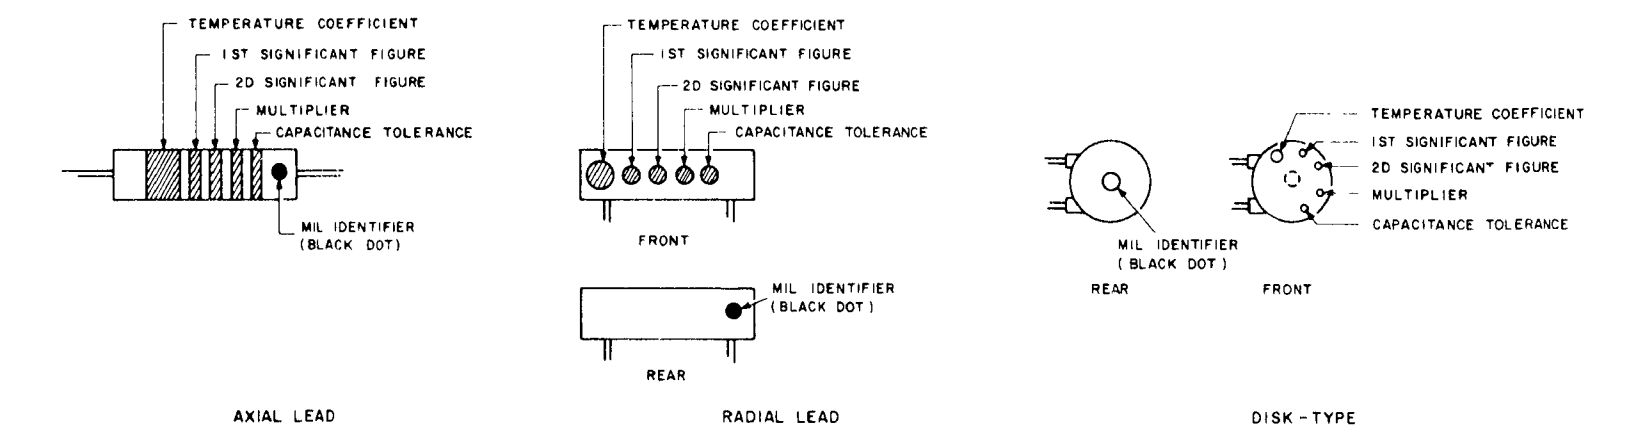 TEMPERATURE COEFFICIENT
1ST SIGNIFICANT FIGURE
2D SIGNIFICANT FIGURE
MULTIPLIER
CAPACITANCE TOLERANCE
MIL IDENTIFIER
(BLACK DOT)
AXIAL LEAD
TEMPERATURE COEFFICIENT
1ST SIGNIFICANT FIGURE
2D SIGNIFICANT FIGURE
MULTIPLIER
CAPACITANCE TOLERANCE
FRONT
MIL IDENTIFIER
(BLACK DOT)
REAR
RADIAL LEAD
TEMPERATURE COEFFICIENT
1ST SIGNIFICANT FIGURE
2D SIGNIFICANT FIGURE
MULTIPLIER
CAPACITANCE TOLERANCE
MIL IDENTIFIER
(BLACK DOT)
REAR
FRONT
DISK-TYPE